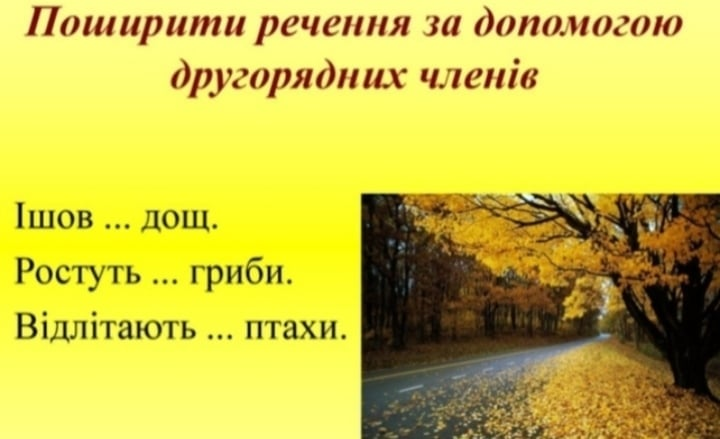 Поширити речення за допомогою
другорядних членів
Ішов ... дощ.
Ростуть ... гриби.
Відлітають ... птахи.